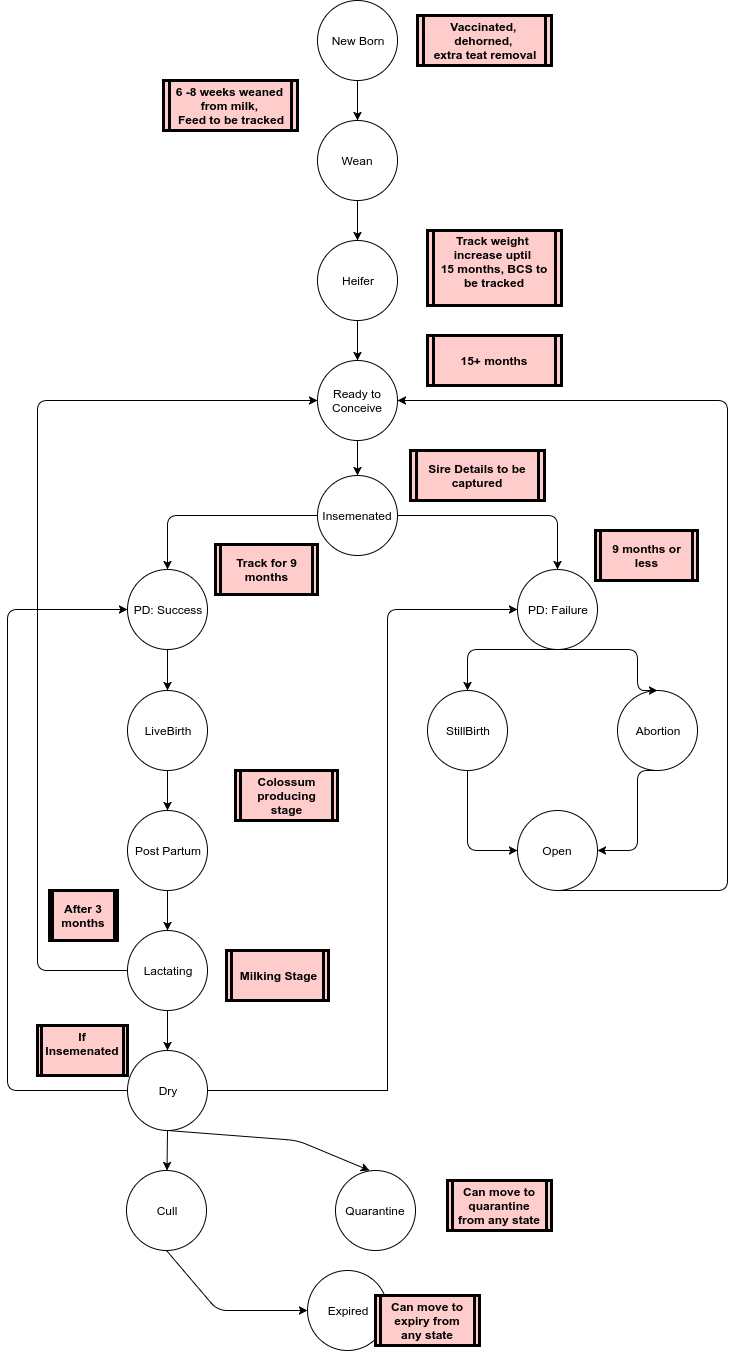 New Born
Vaccinated,
dehorned,
extra teat removal
6 -8 weeks weaned
from milk,
Feed to be tracked
Wean
Track weight
increase uptil
15 months, BCS to
be tracked
Heifer
15+ months
Ready to
Conceive
Sire Details to be
captured
Insemenated
Track for 9
months
9 months or
less
PD: Success
PD: Failure
LiveBirth
StillBirth
Abortion
Colossum
producing
stage
Post Partum
Open
After 3
months
Lactating
Milking Stage
If
Insemenated
Dry
Cull
Quarantine
Can move to
quarantine
from any state
Expired
Can move to
expiry from
any state